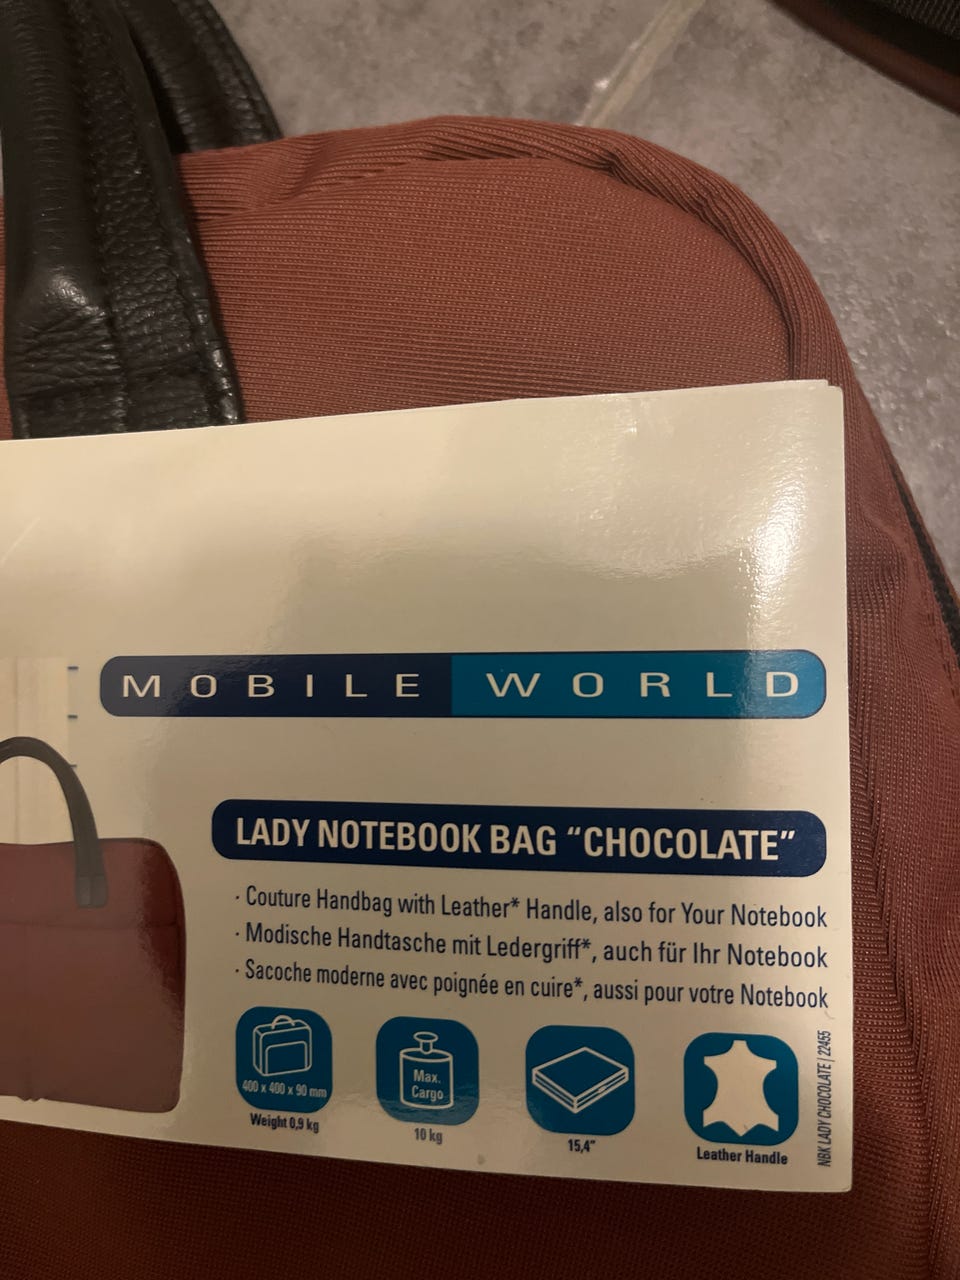 MOBILE WORLD
LADY NOTEBOOK BAG “CHOCOLATE”
· Couture Handbag with Leather* Handle, also for Your Notebook
· Modische Handtasche mit Ledergriff*, auch für Ihr Notebook
· Sacoche moderne avec poignée en cuire*, aussi pour votre Notebook
400 x 400 x 90 mm
Weight 0,9 kg
Max.
Cargo
10 kg
15,4"
Leather Handle
NBK LADY CHOCOLATE | 22455